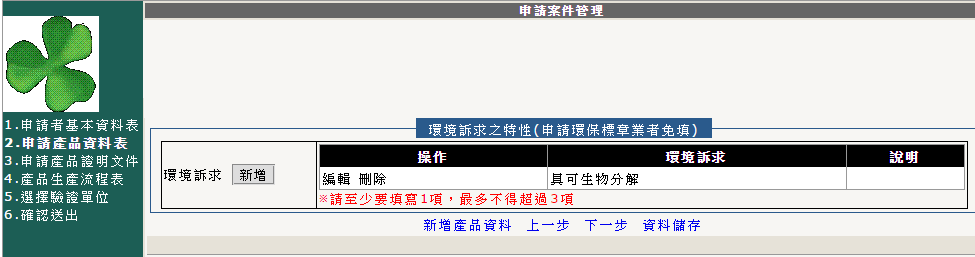 申請案件管理
1.申請者基本資料表
2.申請產品資料表
3.申請產品證明文件
4.產品生產流程表
5.選擇驗證單位
6.確認送出
環境訴求之特性(申請環保標章業者免填)
環境訴求 新增
操作 環境訴求 說明
編輯 刪除 具可生物分解
※請至少要填寫1項，最多不得超過3項
新增產品資料 上一步 下一步 資料儲存